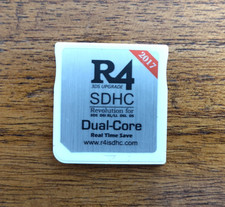 2017
R4
3DS UPGRADE
SDHC
Revolution for
Dual-Core
Real Time Save
www.r4isdhc.com